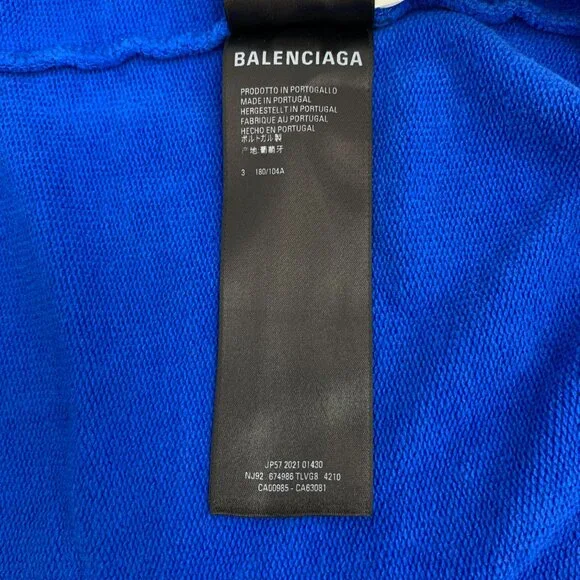 BALENCIAGA
PRODOTTO IN PORTOGALLO
MADE IN PORTUGAL
HERGESTELLT IN PORTUGAL
FABRIQUE AU PORTUGAL
HECHO EN PORTUGAL
ポルトガル製
产地:葡萄牙
3 180/104A
JP57 2021 01430
NJ92 674986 TLVG8 4210
CA00985 - CA63081